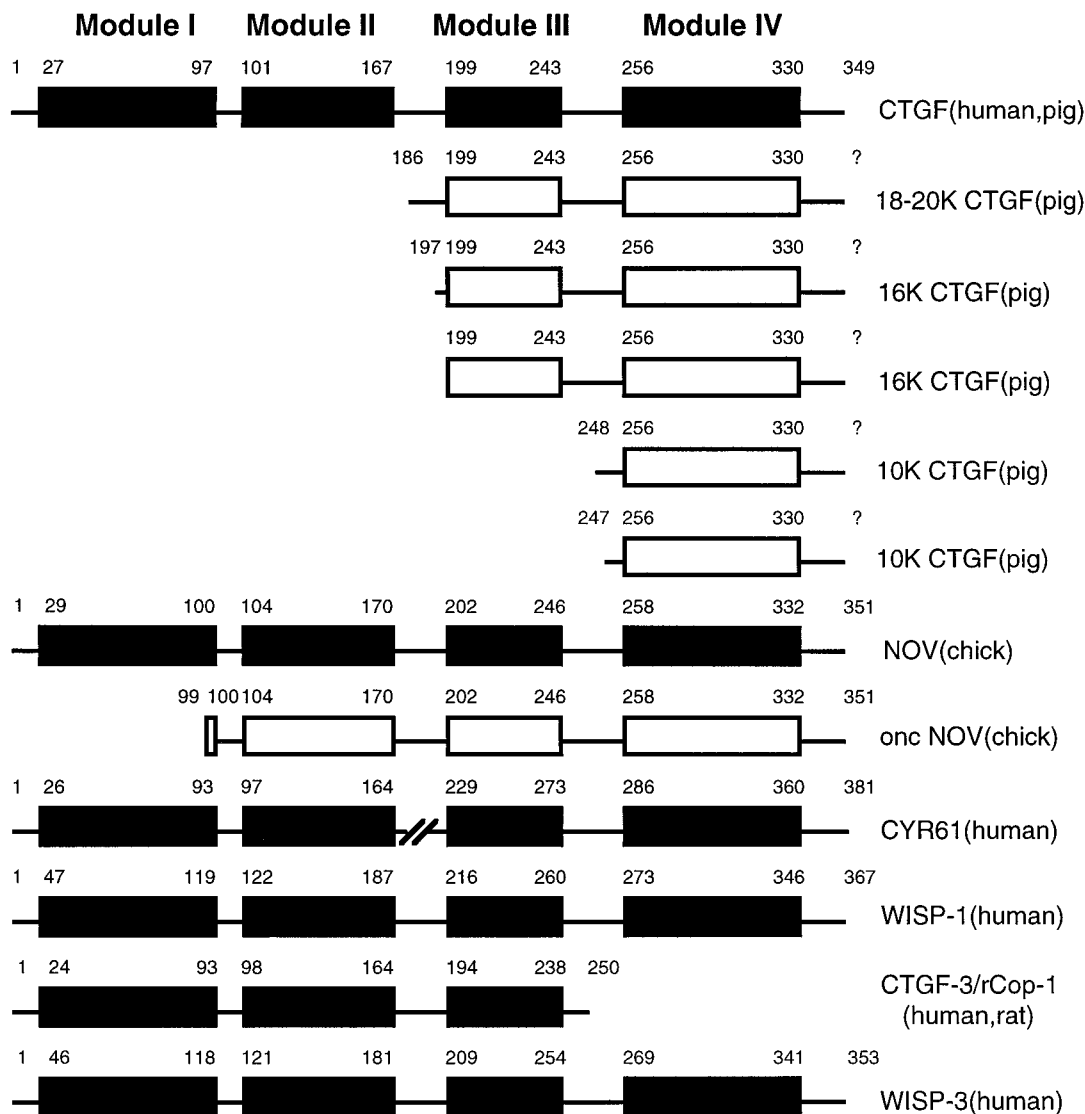 Module I Module II Module III Module IV
1 27 97 101 167 199 243 256 330 349
CTGF(human,pig)
186 199 243 256 330 ?
18-20K CTGF(pig)
197 199 243 256 330 ?
16K CTGF(pig)
199 243 256 330 ?
16K CTGF(pig)
248 256 330 ?
10K CTGF(pig)
247 256 330 ?
10K CTGF(pig)
1 29 100 104 170 202 246 258 332 351
NOV(chick)
99 100 104 170 202 246 258 332 351
onc NOV(chick)
1 26 93 97 164 229 273 286 360 381
CYR61(human)
1 47 119 122 187 216 260 273 346 367
WISP-1(human)
1 24 93 98 164 194 238 250
CTGF-3/rCop-1
(human,rat)
1 46 118 121 181 209 254 269 341 353
WISP-3(human)